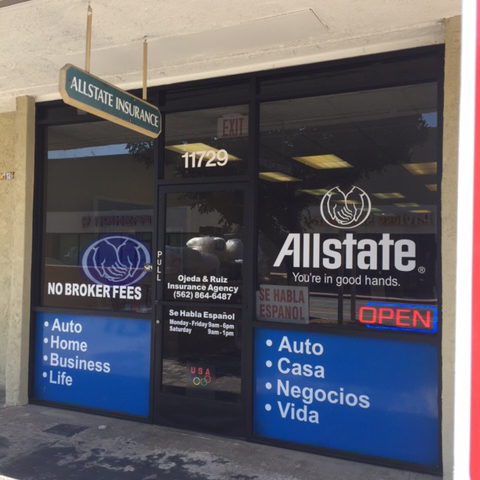 ALLSTATE INSURANCE
EXIT
11729
PULL
NO BROKER FEES
Ojeda & Ruiz
Insurance Agency
(562) 864-6487
Se Habla Español
Monday - Friday 9am - 6pm
Saturday 9am - 1pm
USA
Allstate®
You're in good hands.
SE HABLA
ESPAÑOL
OPEN
• Auto
• Home
• Business
• Life
• Auto
• Casa
• Negocios
• Vida